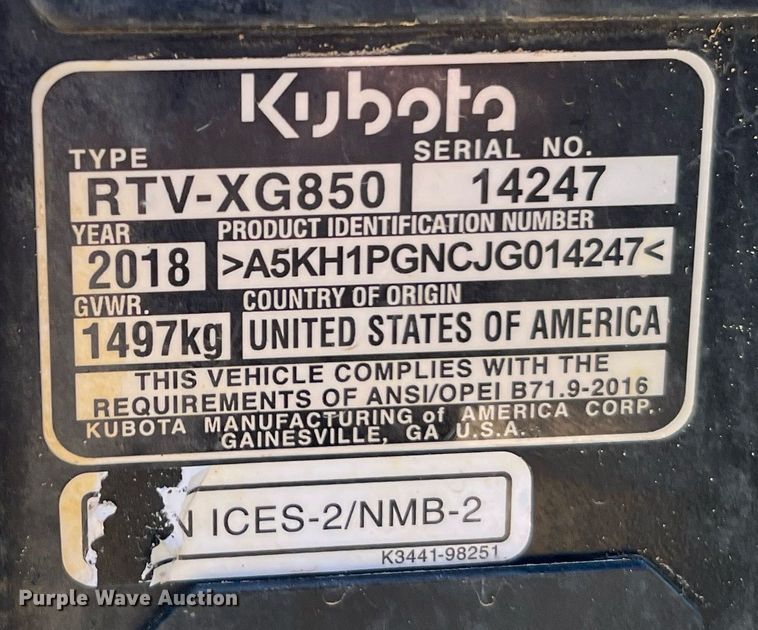 Kubota
TYPE SERIAL NO.
RTV-XG850 14247
YEAR PRODUCT IDENTIFICATION NUMBER
2018 >A5KH1PGNCJG014247<
GVWR. COUNTRY OF ORIGIN
1497kg UNITED STATES OF AMERICA
THIS VEHICLE COMPLIES WITH THE
REQUIREMENTS OF ANSI/OPEI B71.9-2016
KUBOTA MANUFACTURING of AMERICA CORP.
GAINESVILLE, GA U.S.A.
ICES-2/NMB-2
K3441-98251
Purple Wave Auction